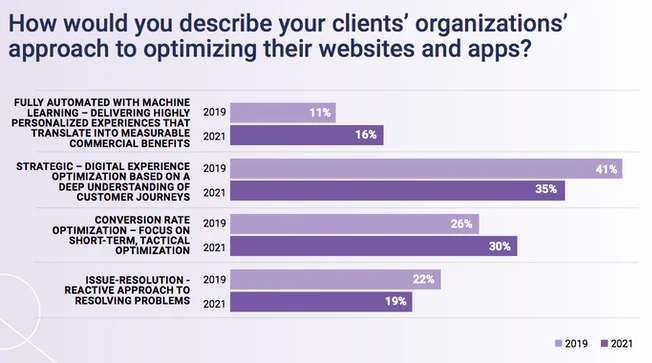 How would you describe your clients’ organizations’
approach to optimizing their websites and apps?
FULLY AUTOMATED WITH MACHINE
LEARNING – DELIVERING HIGHLY
PERSONALIZED EXPERIENCES THAT
TRANSLATE INTO MEASURABLE
COMMERCIAL BENEFITS
2019 11%
2021 16%
STRATEGIC – DIGITAL EXPERIENCE
OPTIMIZATION BASED ON A
DEEP UNDERSTANDING OF
CUSTOMER JOURNEYS
2019 41%
2021 35%
CONVERSION RATE
OPTIMIZATION – FOCUS ON
SHORT-TERM, TACTICAL
OPTIMIZATION
2019 26%
2021 30%
ISSUE-RESOLUTION -
REACTIVE APPROACH TO
RESOLVING PROBLEMS
2019 22%
2021 19%
2019 2021